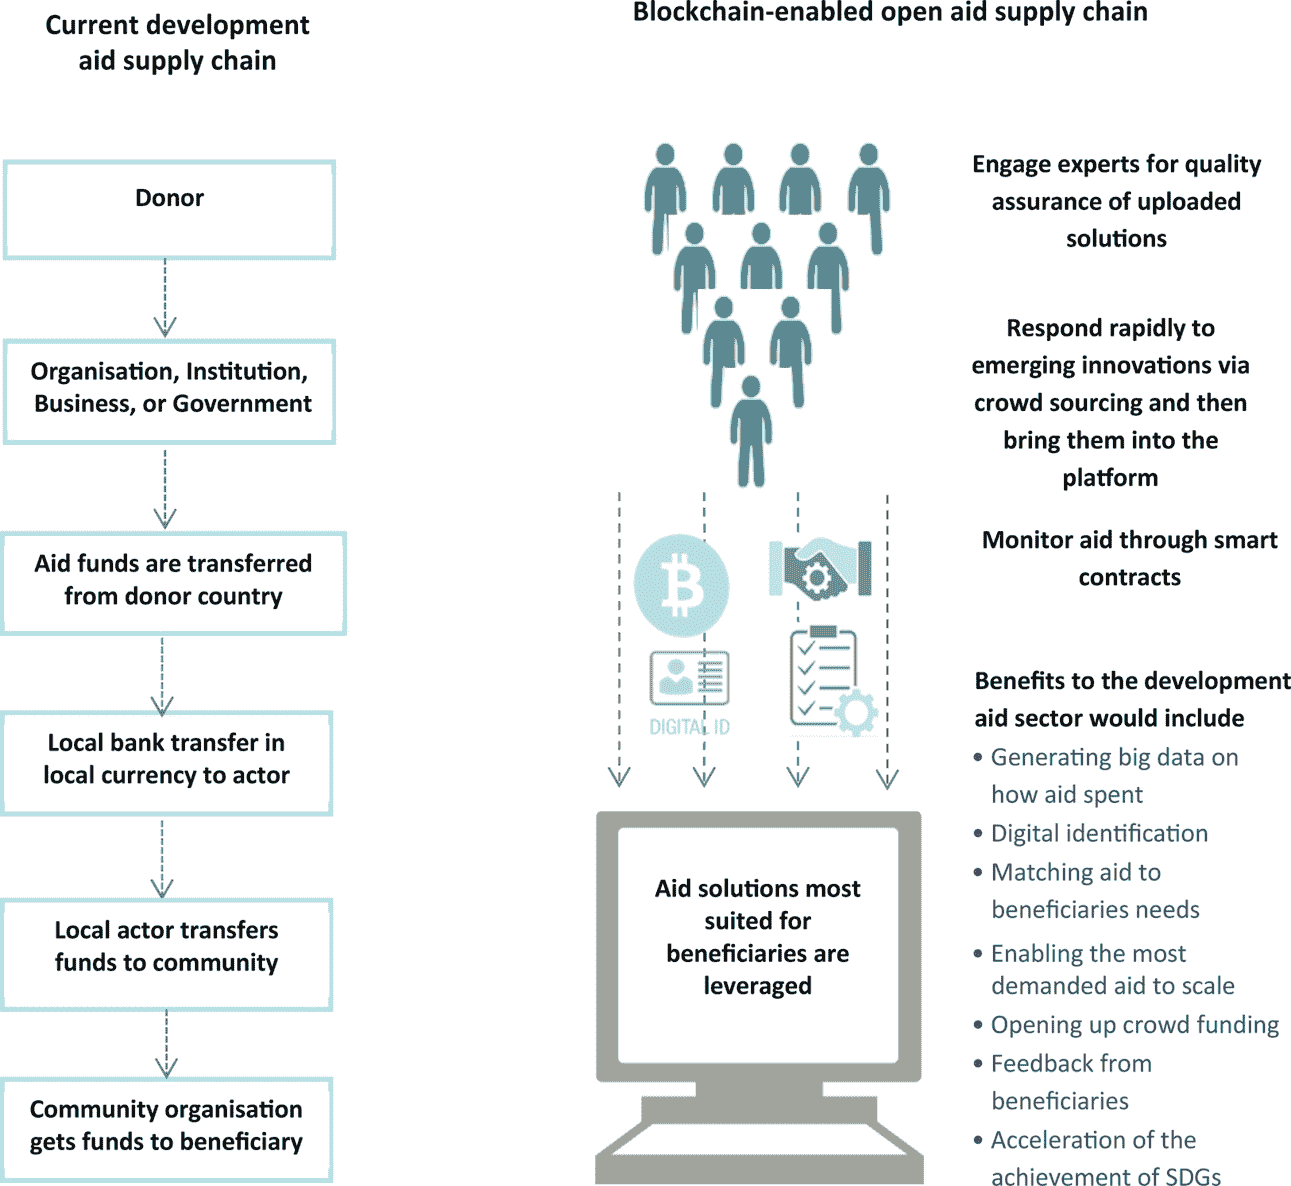 Current development
aid supply chain
Donor
Organisation, Institution,
Business, or Government
Aid funds are transferred
from donor country
Local bank transfer in
local currency to actor
Local actor transfers
funds to community
Community organisation
gets funds to beneficiary
Blockchain-enabled open aid supply chain
DIGITAL ID
Aid solutions most
suited for
beneficiaries are
leveraged
Engage experts for quality
assurance of uploaded
solutions
Respond rapidly to
emerging innovations via
crowd sourcing and then
bring them into the
platform
Monitor aid through smart
contracts
Benefits to the development
aid sector would include
• Generating big data on
how aid spent
• Digital identification
• Matching aid to
beneficiaries needs
• Enabling the most
demanded aid to scale
• Opening up crowd funding
• Feedback from
beneficiaries
• Acceleration of the
achievement of SDGs